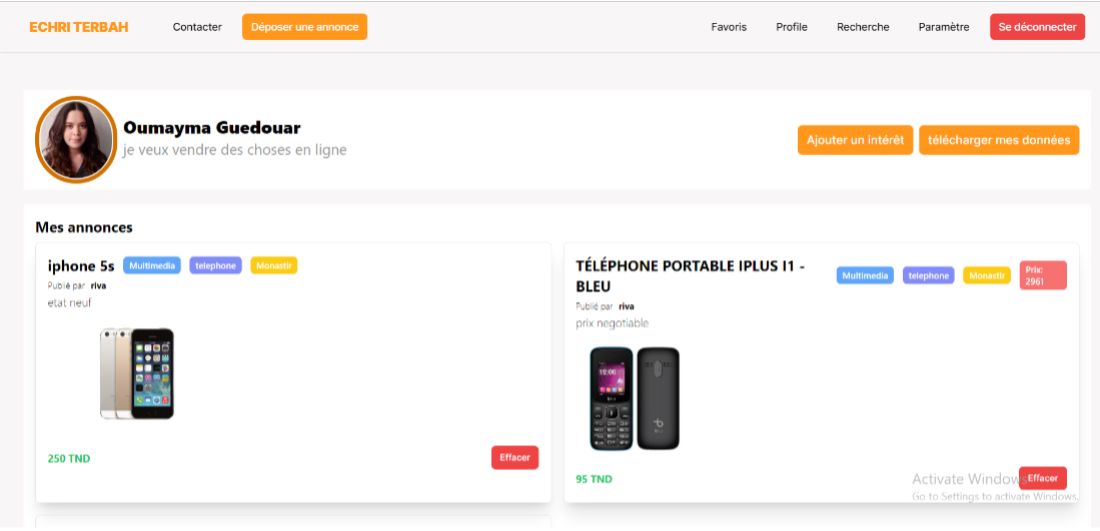 ECHRI TERBAH Contacter Déposer une annonce Favoris Profile Recherche Paramètre Se déconnecter
Oumayma Guedouar
je veux vendre des choses en ligne
Ajouter un intérêt télécharger mes données
Mes annonces
iphone 5s Multimedia telephone Monastir
Publié par riva
etat neuf
250 TND Effacer
TÉLÉPHONE PORTABLE IPLUS I1 -
BLEU
Multimedia telephone Monastir Prix:
2961
Publié par riva
prix negotiable
12:06
95 TND Effacer
Activate Windows
Go to Settings to activate Windows.